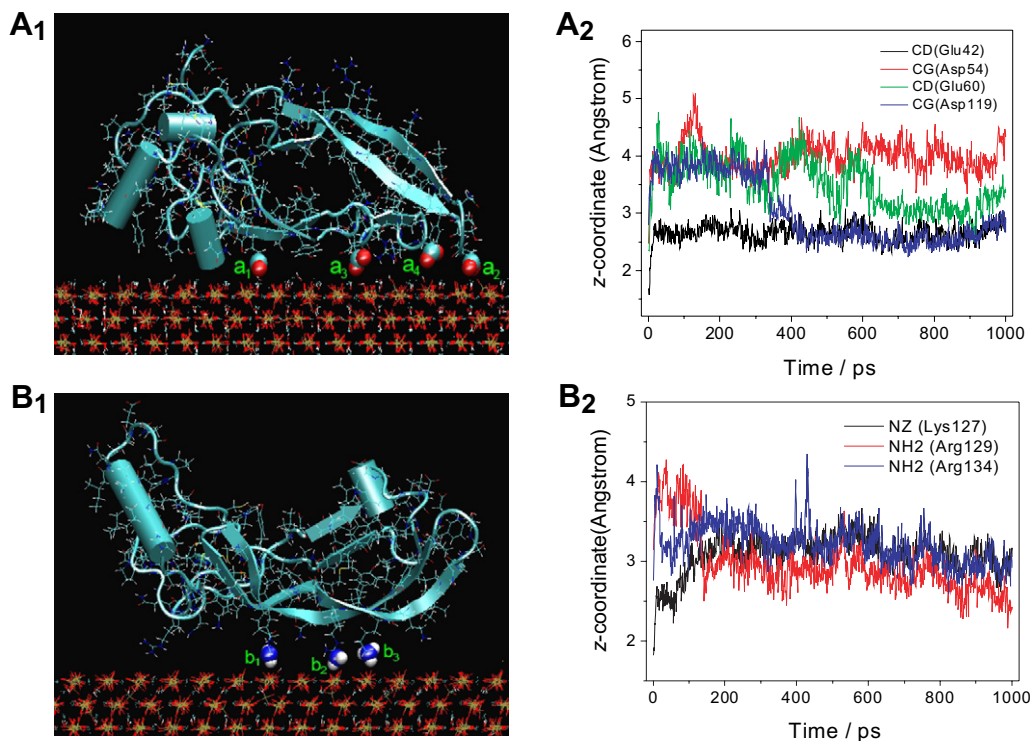 A1
a1
a3
a4
a2
A2
CD(Glu42)
CG(Asp54)
CD(Glu60)
CG(Asp119)
z-coordinate (Angstrom)
6
5
4
3
2
0 200 400 600 800 1000
Time / ps
B1
b1
b2
b3
B2
NZ (Lys127)
NH2 (Arg129)
NH2 (Arg134)
z-coordinate(Angstrom)
5
4
3
2
0 200 400 600 800 1000
Time / ps